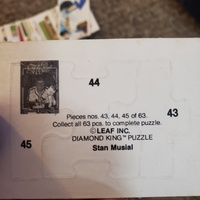 44
Pieces nos. 43, 44, 45 of 63.
43
Collect all 63 pcs. to complete puzzle.
©LEAF INC.
DIAMOND KING™ PUZZLE
45
Stan Musial